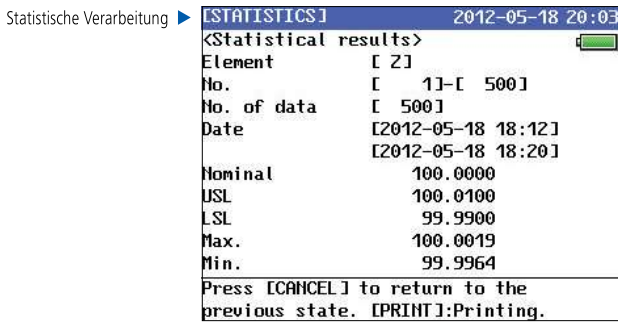 Statistische Verarbeitung ▶
[STATISTICS] 2012-05-18 20:03
<Statistical results>
Element [ Z]
No. [ 1]-[ 500]
No. of data [ 500]
Date [2012-05-18 18:12]
[2012-05-18 18:20]
Nominal 100.0000
USL 100.0100
LSL 99.9900
Max. 100.0019
Min. 99.9964
Press [CANCEL] to return to the
previous state. [PRINT]:Printing.